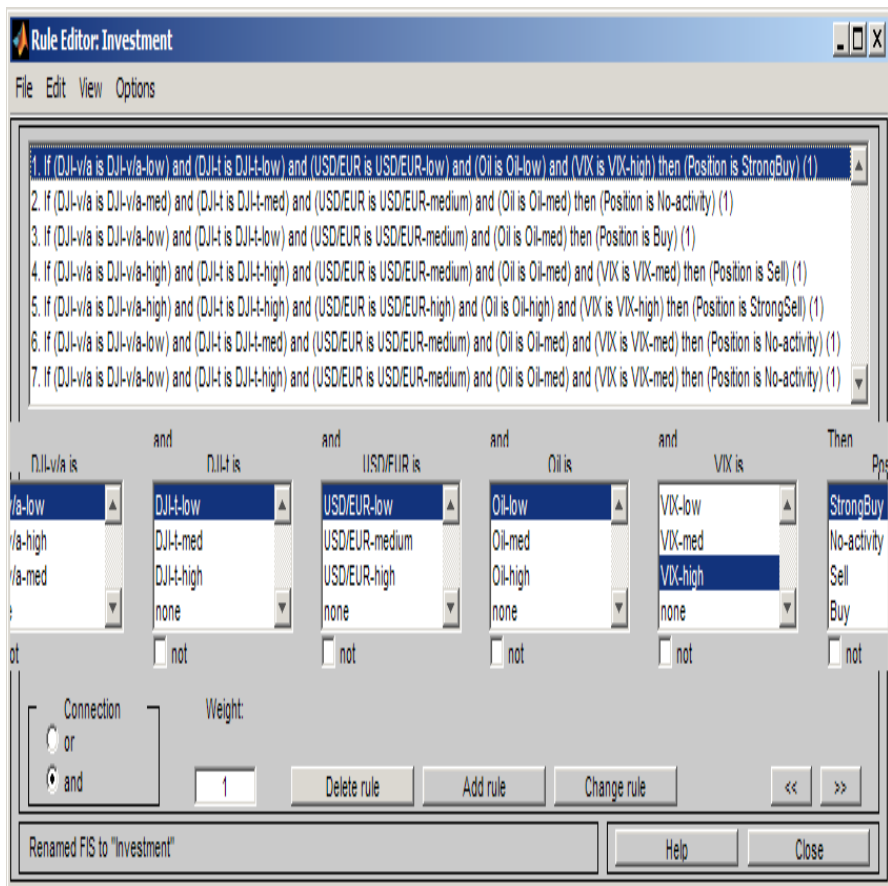 Rule Editor: Investment
File Edit View Options
1. If (DJI-v/a is DJI-v/a-low) and (DJI-t is DJI-t-low) and (USD/EUR is USD/EUR-low) and (Oil is Oil-low) and (VIX is VIX-high) then (Position is StrongBuy) (1)
2. If (DJI-v/a is DJI-v/a-med) and (DJI-t is DJI-t-med) and (USD/EUR is USD/EUR-medium) and (Oil is Oil-med) then (Position is No-activity) (1)
3. If (DJI-v/a is DJI-v/a-low) and (DJI-t is DJI-t-low) and (USD/EUR is USD/EUR-medium) and (Oil is Oil-med) then (Position is Buy) (1)
4. If (DJI-v/a is DJI-v/a-high) and (DJI-t is DJI-t-high) and (USD/EUR is USD/EUR-medium) and (Oil is Oil-med) and (VIX is VIX-med) then (Position is Sell) (1)
5. If (DJI-v/a is DJI-v/a-high) and (DJI-t is DJI-t-high) and (USD/EUR is USD/EUR-high) and (Oil is Oil-high) and (VIX is VIX-high) then (Position is StrongSell) (1)
6. If (DJI-v/a is DJI-v/a-low) and (DJI-t is DJI-t-med) and (USD/EUR is USD/EUR-medium) and (Oil is Oil-med) and (VIX is VIX-med) then (Position is No-activity) (1)
7. If (DJI-v/a is DJI-v/a-low) and (DJI-t is DJI-t-high) and (USD/EUR is USD/EUR-medium) and (Oil is Oil-med) and (VIX is VIX-med) then (Position is No-activity) (1)
and and and and Then
DJI-v/a is DJI-t is USD/EUR is Oil is VIX is Pos
/a-low DJI-t-low USD/EUR-low Oil-low VIX-low StrongBuy
/a-high DJI-t-med USD/EUR-medium Oil-med VIX-med No-activity
/a-med DJI-t-high USD/EUR-high Oil-high VIX-high Sell
none none none none Buy
ot not not not not not
Connection Weight:
or
and 1 Delete rule Add rule Change rule << >>
Renamed FIS to "Investment" Help Close